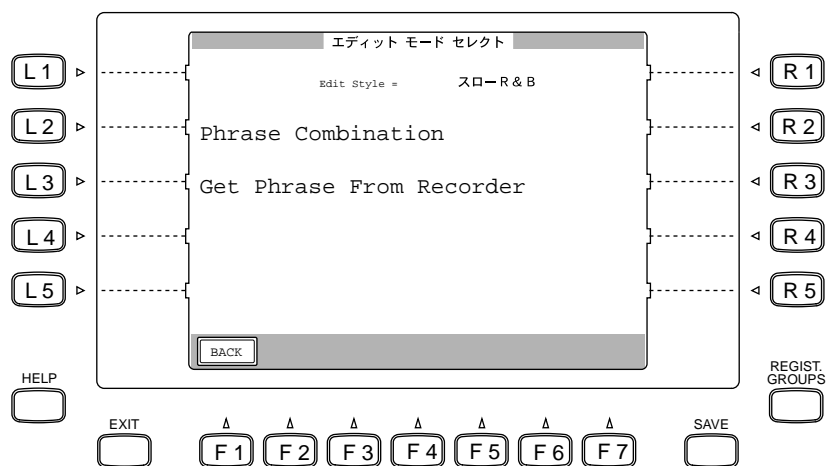 エディット モード セレクト
L1
R1
Edit Style = スローR&B
L2
Phrase Combination
R2
L3
Get Phrase From Recorder
R3
L4
R4
L5
R5
BACK
HELP
REGIST.
GROUPS
EXIT
SAVE
F1 F2 F3 F4 F5 F6 F7